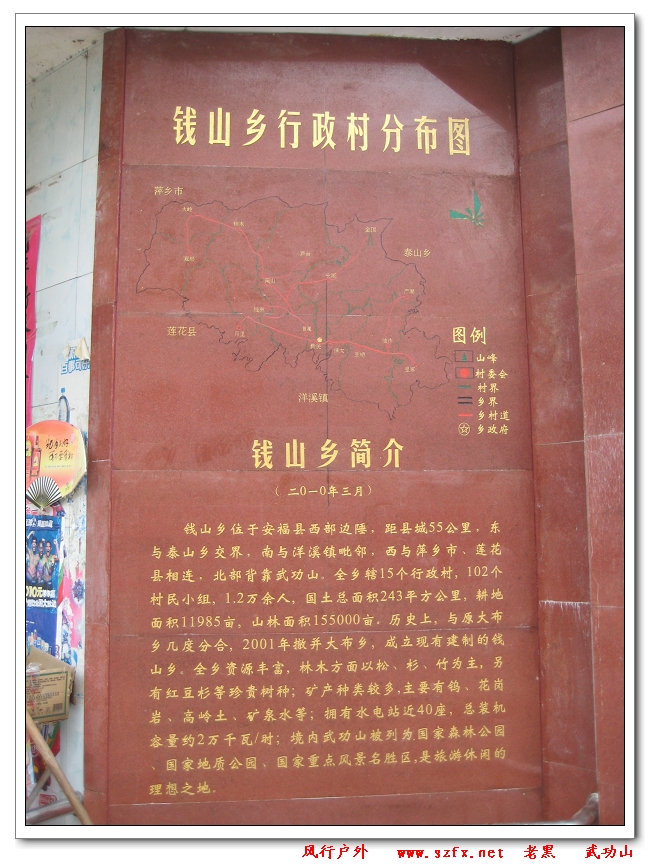 钱山乡行政村分布图
萍乡市
泰山乡
莲花县
洋溪镇
图例
山峰
村委会
村界
乡界
乡村道
乡政府
钱山乡简介
（二〇一〇年三月）
钱山乡位于安福县西部边陲，距县城55公里，东
与泰山乡交界，南与洋溪镇毗邻，西与萍乡市、莲花
县相连，北部背靠武功山。全乡辖15个行政村，102个
村民小组，1.2万余人，国土总面积243平方公里，耕地
面积11985亩，山林面积155000亩。历史上，与原大布
乡几度分合，2001年撤并大布乡，成立现有建制的钱
山乡。全乡资源丰富，林木方面以松、杉、竹为主，另
有红豆杉等珍贵树种；矿产种类较多，主要有钨、花岗
岩、高岭土、矿泉水等；拥有水电站近40座，总装机
容量约2万千瓦/时；境内武功山被列为国家森林公园
、国家地质公园、国家重点风景名胜区，是旅游休闲的
理想之地。
风行户外 www.szfx.net 老黑 武功山